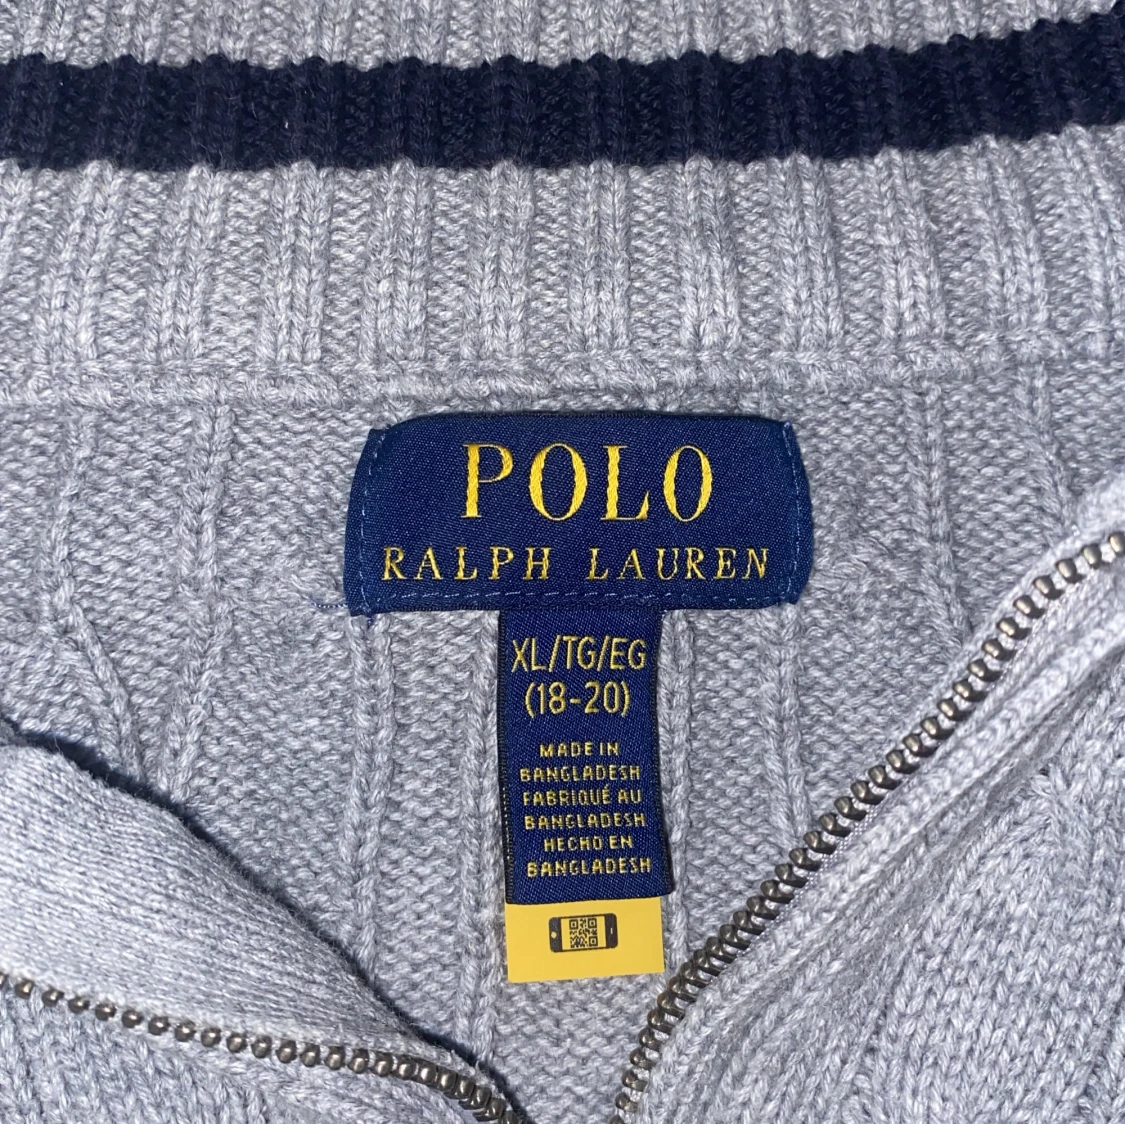 POLO
RALPH LAUREN
XL/TG/EG
(18-20)
MADE IN
BANGLADESH
FABRIQUÉ AU
BANGLADESH
HECHO EN
BANGLADESH